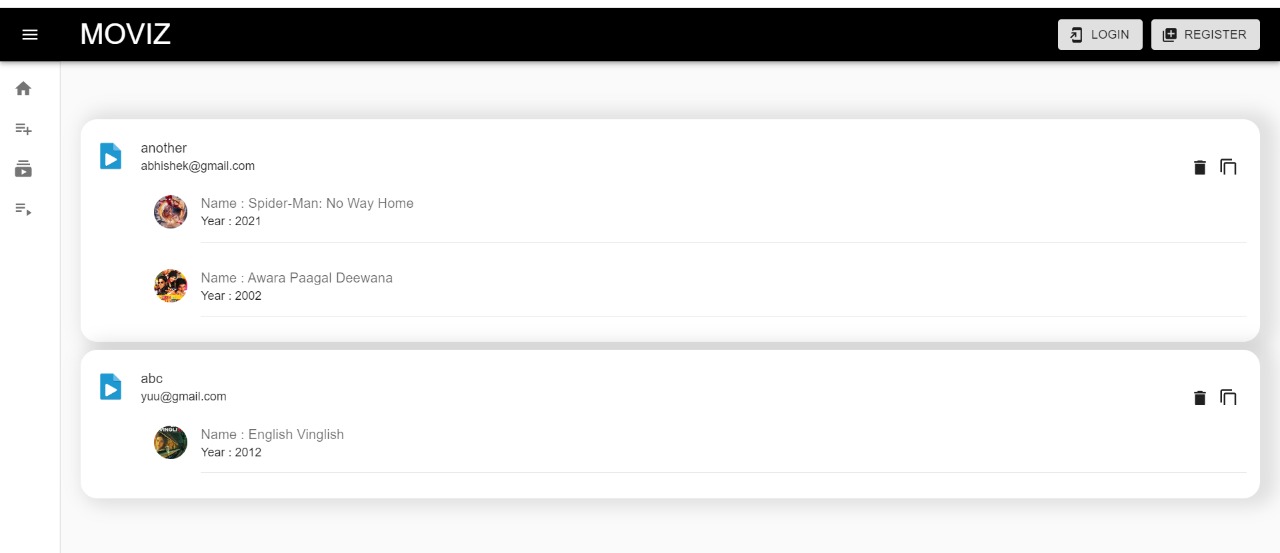 MOVIZ
LOGIN
REGISTER
another
abhishek@gmail.com
Name : Spider-Man: No Way Home
Year : 2021
Name : Awara Paagal Deewana
Year : 2002
abc
yuu@gmail.com
Name : English Vinglish
Year : 2012